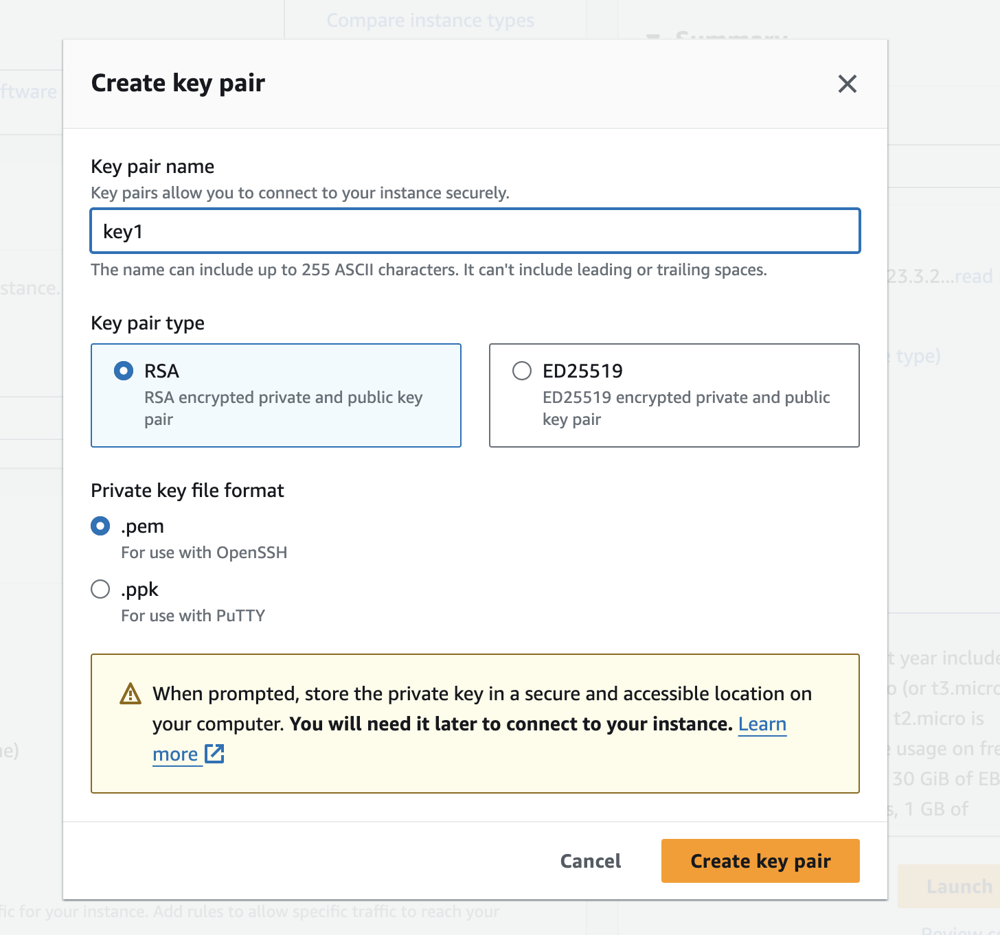 Compare instance types
Summary
ftware
Create key pair
Key pair name
Key pairs allow you to connect to your instance securely.
key1
The name can include up to 255 ASCII characters. It can't include leading or trailing spaces.
23.3.2...read
stance.
Key pair type
RSA
RSA encrypted private and public key
pair
ED25519
ED25519 encrypted private and public
key pair
e type)
Private key file format
.pem
For use with OpenSSH
.ppk
For use with PuTTY
t year include
o (or t3.micro
t2.micro is
e usage on fre
30 GiB of EB
s, 1 GB of
ne)
When prompted, store the private key in a secure and accessible location on
your computer. You will need it later to connect to your instance. Learn
more
Cancel
Create key pair
Launch
fic for your instance. Add rules to allow specific traffic to reach your
Review co